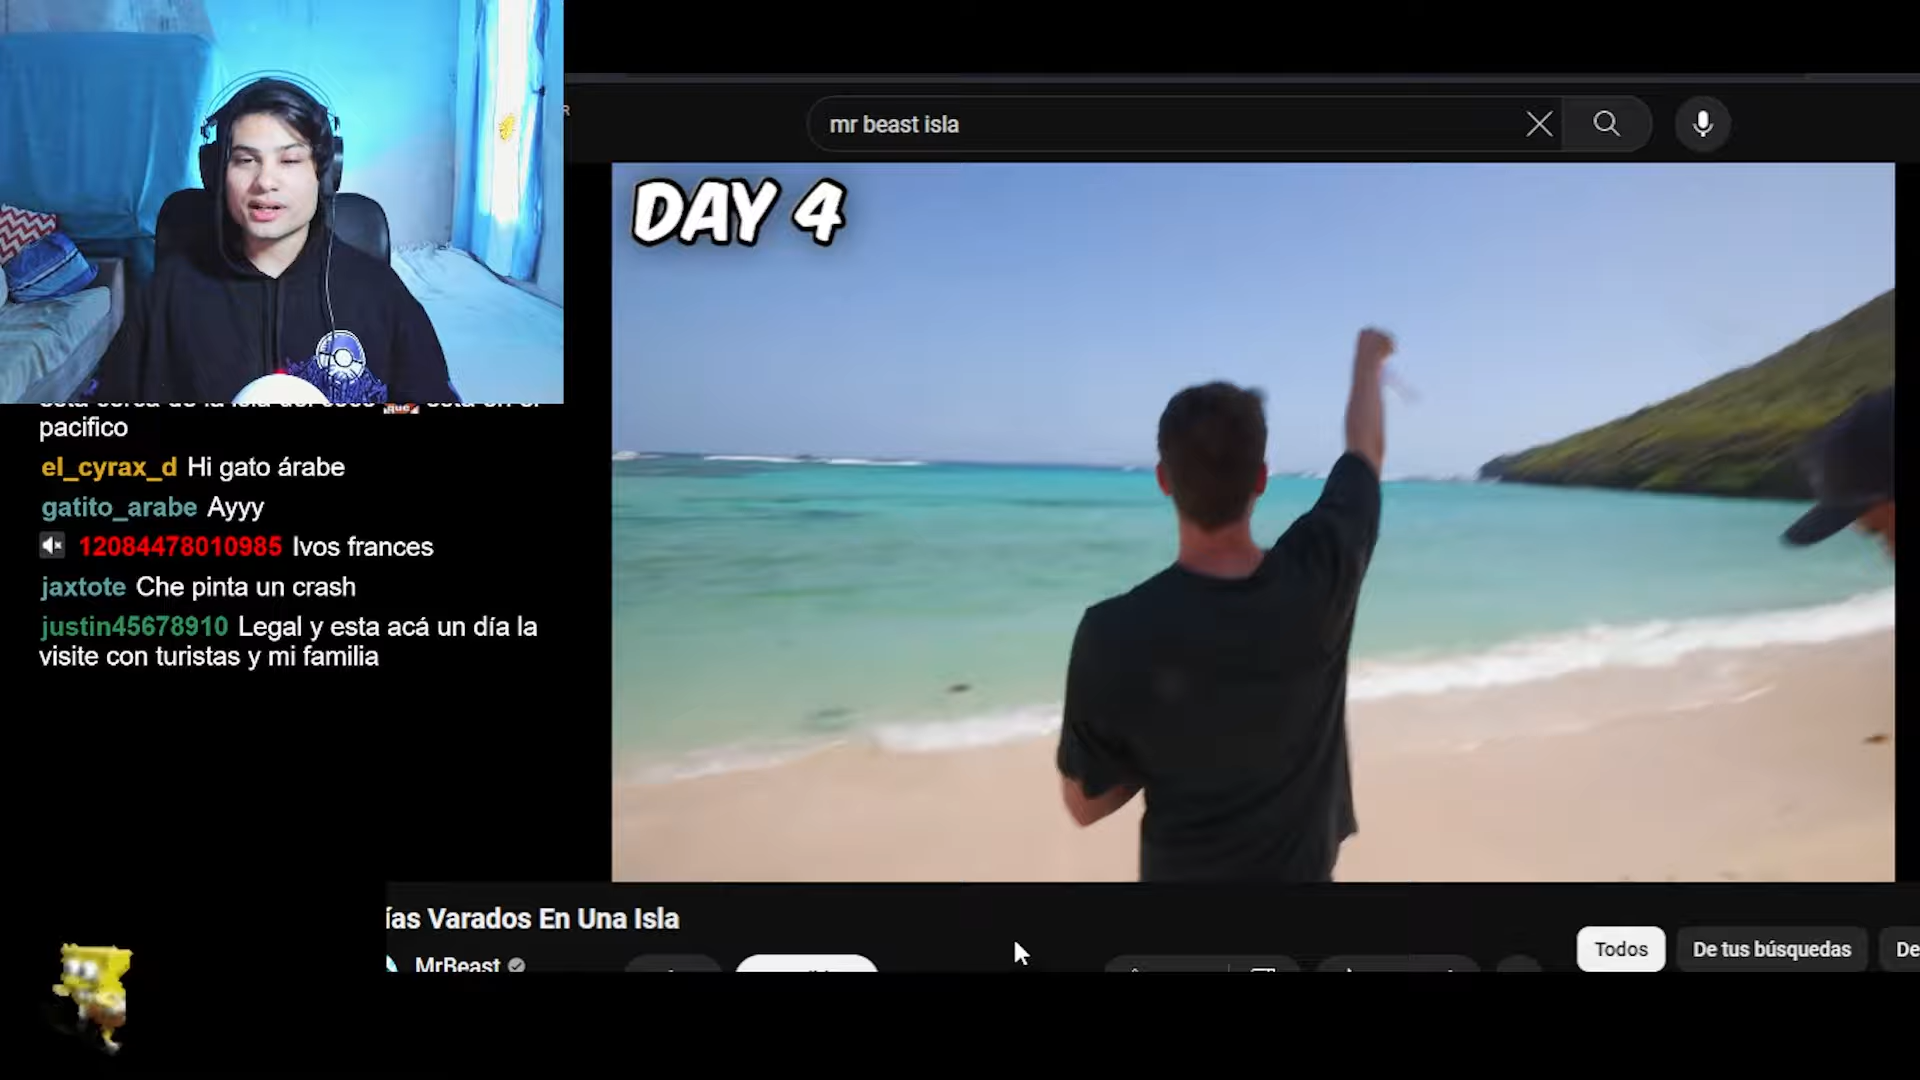 mr beast isla
DAY 4
pacifico
el_cyrax_d Hi gato árabe
gatito_arabe Ayyy
12084478010985 Ivos frances
jaxtote Che pinta un crash
justin45678910 Legal y esta acá un día la
visite con turistas y mi familia
ías Varados En Una Isla
MrBeast
Todos
De tus búsquedas
De